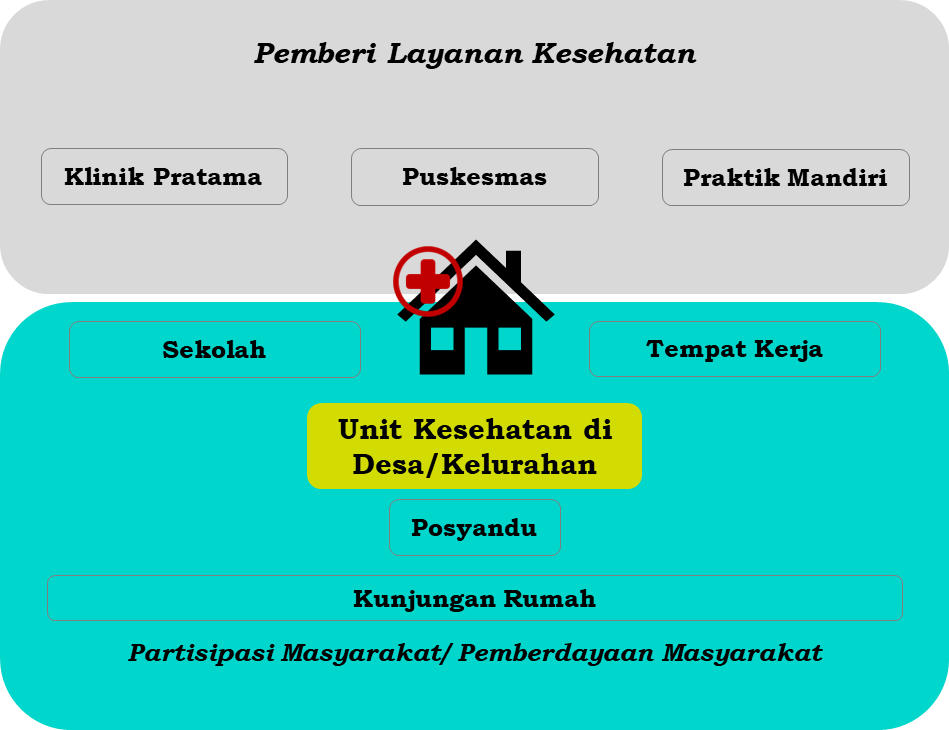 Pemberi Layanan Kesehatan
Klinik Pratama
Puskesmas
Praktik Mandiri
Sekolah
Tempat Kerja
Unit Kesehatan di
Desa/Kelurahan
Posyandu
Kunjungan Rumah
Partisipasi Masyarakat/ Pemberdayaan Masyarakat